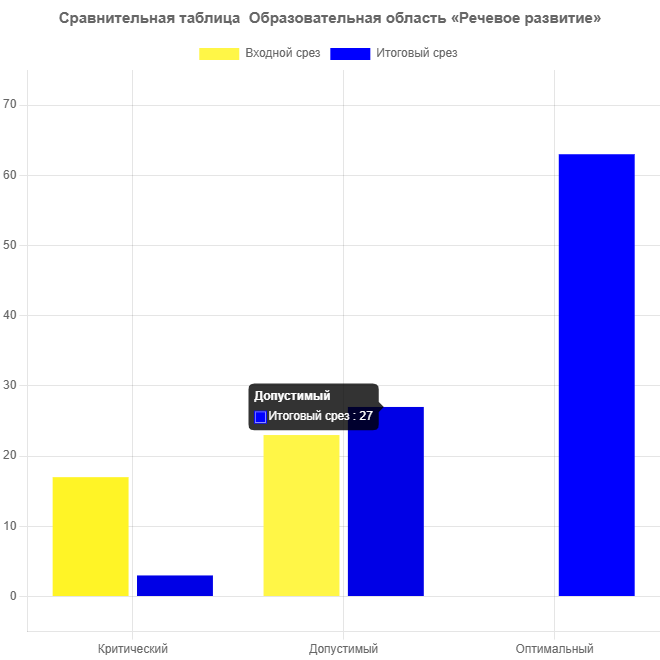 Сравнительная таблица  Образовательная область «Речевое развитие»
Входной срез Итоговый срез
70
60
50
40
30
Допустимый
Итоговый срез : 27
20
10
0
Критический Допустимый Оптимальный